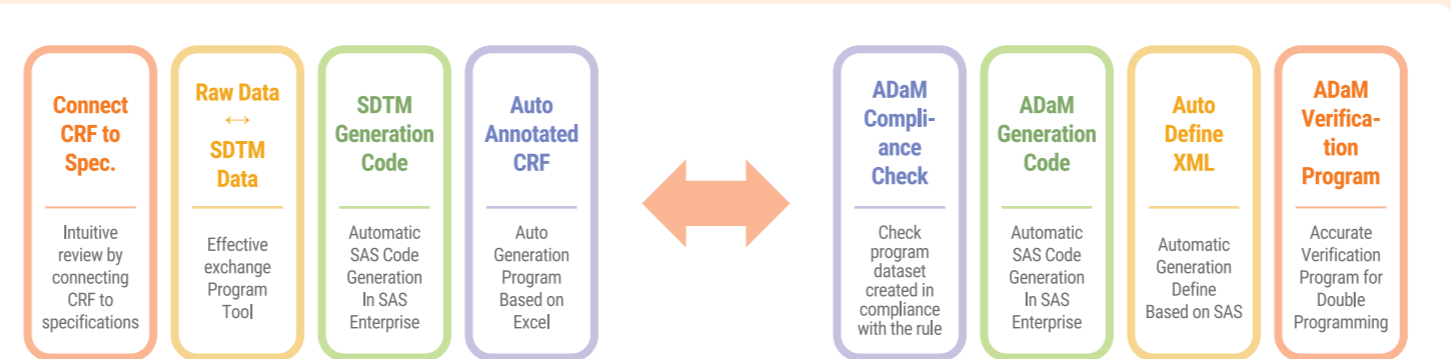 Connect
CRF to
Spec.
Intuitive
review by
connecting
CRF to
specifications
Raw Data
↔
SDTM
Data
Effective
exchange
Program
Tool
SDTM
Generation
Code
Automatic
SAS Code
Generation
In SAS
Enterprise
Auto
Annotated
CRF
Auto
Generation
Program
Based on
Excel
ADaM
Compli-
ance
Check
Check
program
dataset
created in
compliance
with the rule
ADaM
Generation
Code
Automatic
SAS Code
Generation
In SAS
Enterprise
Auto
Define
XML
Automatic
Generation
Define
Based on SAS
ADaM
Verifica-
tion
Program
Accurate
Verification
Program for
Double
Programming